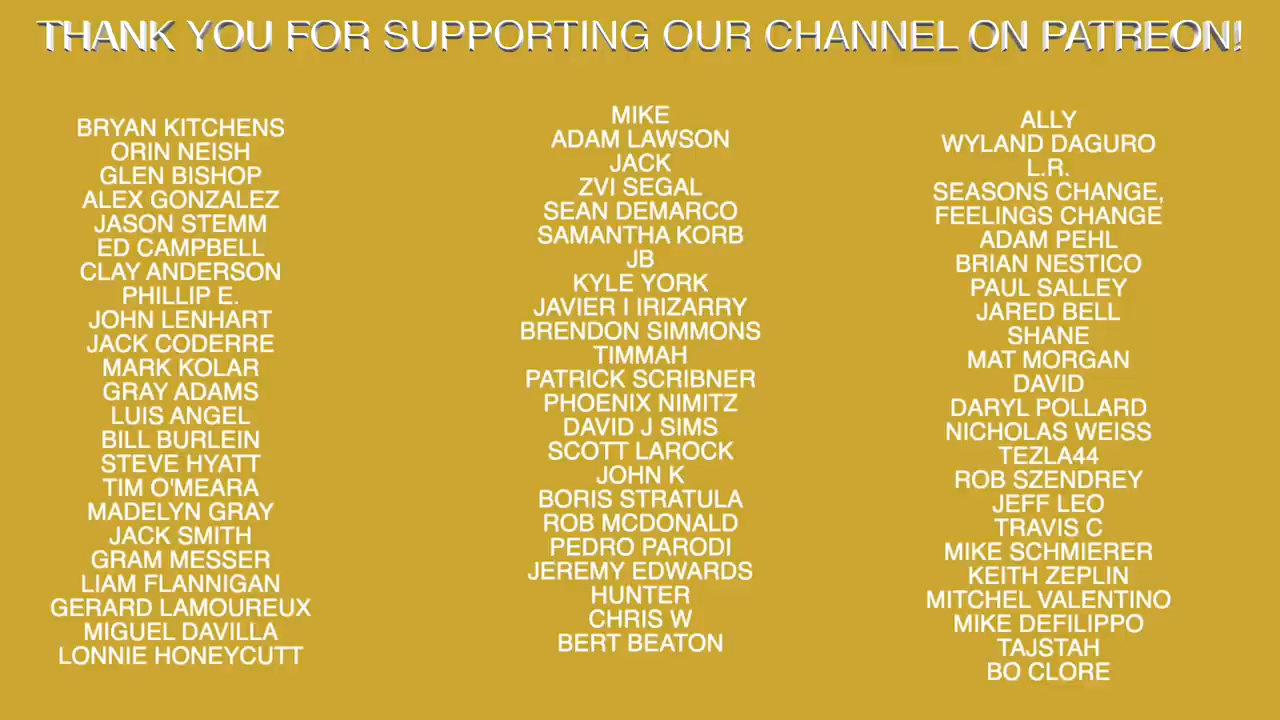 THANK YOU FOR SUPPORTING OUR CHANNEL ON PATREON!
BRYAN KITCHENS
ORIN NEISH
GLEN BISHOP
ALEX GONZALEZ
JASON STEMM
ED CAMPBELL
CLAY ANDERSON
PHILLIP E.
JOHN LENHART
JACK CODERRE
MARK KOLAR
GRAY ADAMS
LUIS ANGEL
BILL BURLEIN
STEVE HYATT
TIM O'MEARA
MADELYN GRAY
JACK SMITH
GRAM MESSER
LIAM FLANNIGAN
GERARD LAMOUREUX
MIGUEL DAVILLA
LONNIE HONEYCUTT
MIKE
ADAM LAWSON
JACK
ZVI SEGAL
SEAN DEMARCO
SAMANTHA KORB
JB
KYLE YORK
JAVIER I IRIZARRY
BRENDON SIMMONS
TIMMAH
PATRICK SCRIBNER
PHOENIX NIMITZ
DAVID J SIMS
SCOTT LAROCK
JOHN K
BORIS STRATULA
ROB MCDONALD
PEDRO PARODI
JEREMY EDWARDS
HUNTER
CHRIS W
BERT BEATON
ALLY
WYLAND DAGURO
L.R.
SEASONS CHANGE,
FEELINGS CHANGE
ADAM PEHL
BRIAN NESTICO
PAUL SALLEY
JARED BELL
SHANE
MAT MORGAN
DAVID
DARYL POLLARD
NICHOLAS WEISS
TEZLA44
ROB SZENDREY
JEFF LEO
TRAVIS C
MIKE SCHMIERER
KEITH ZEPLIN
MITCHEL VALENTINO
MIKE DEFILIPPO
TAJSTAH
BO CLORE